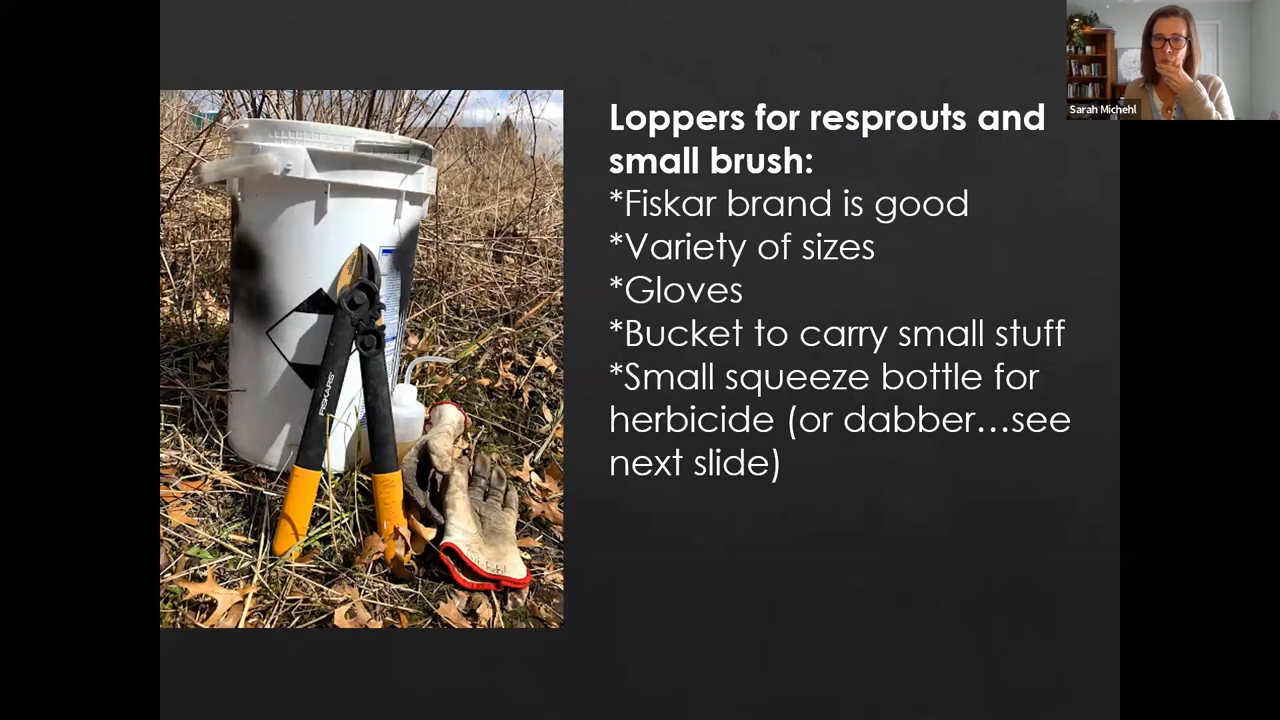 Loppers for resprouts and
small brush:
*Fiskar brand is good
*Variety of sizes
*Gloves
*Bucket to carry small stuff
*Small squeeze bottle for
herbicide (or dabber...see
next slide)
Sarah Michehl
FISKARS